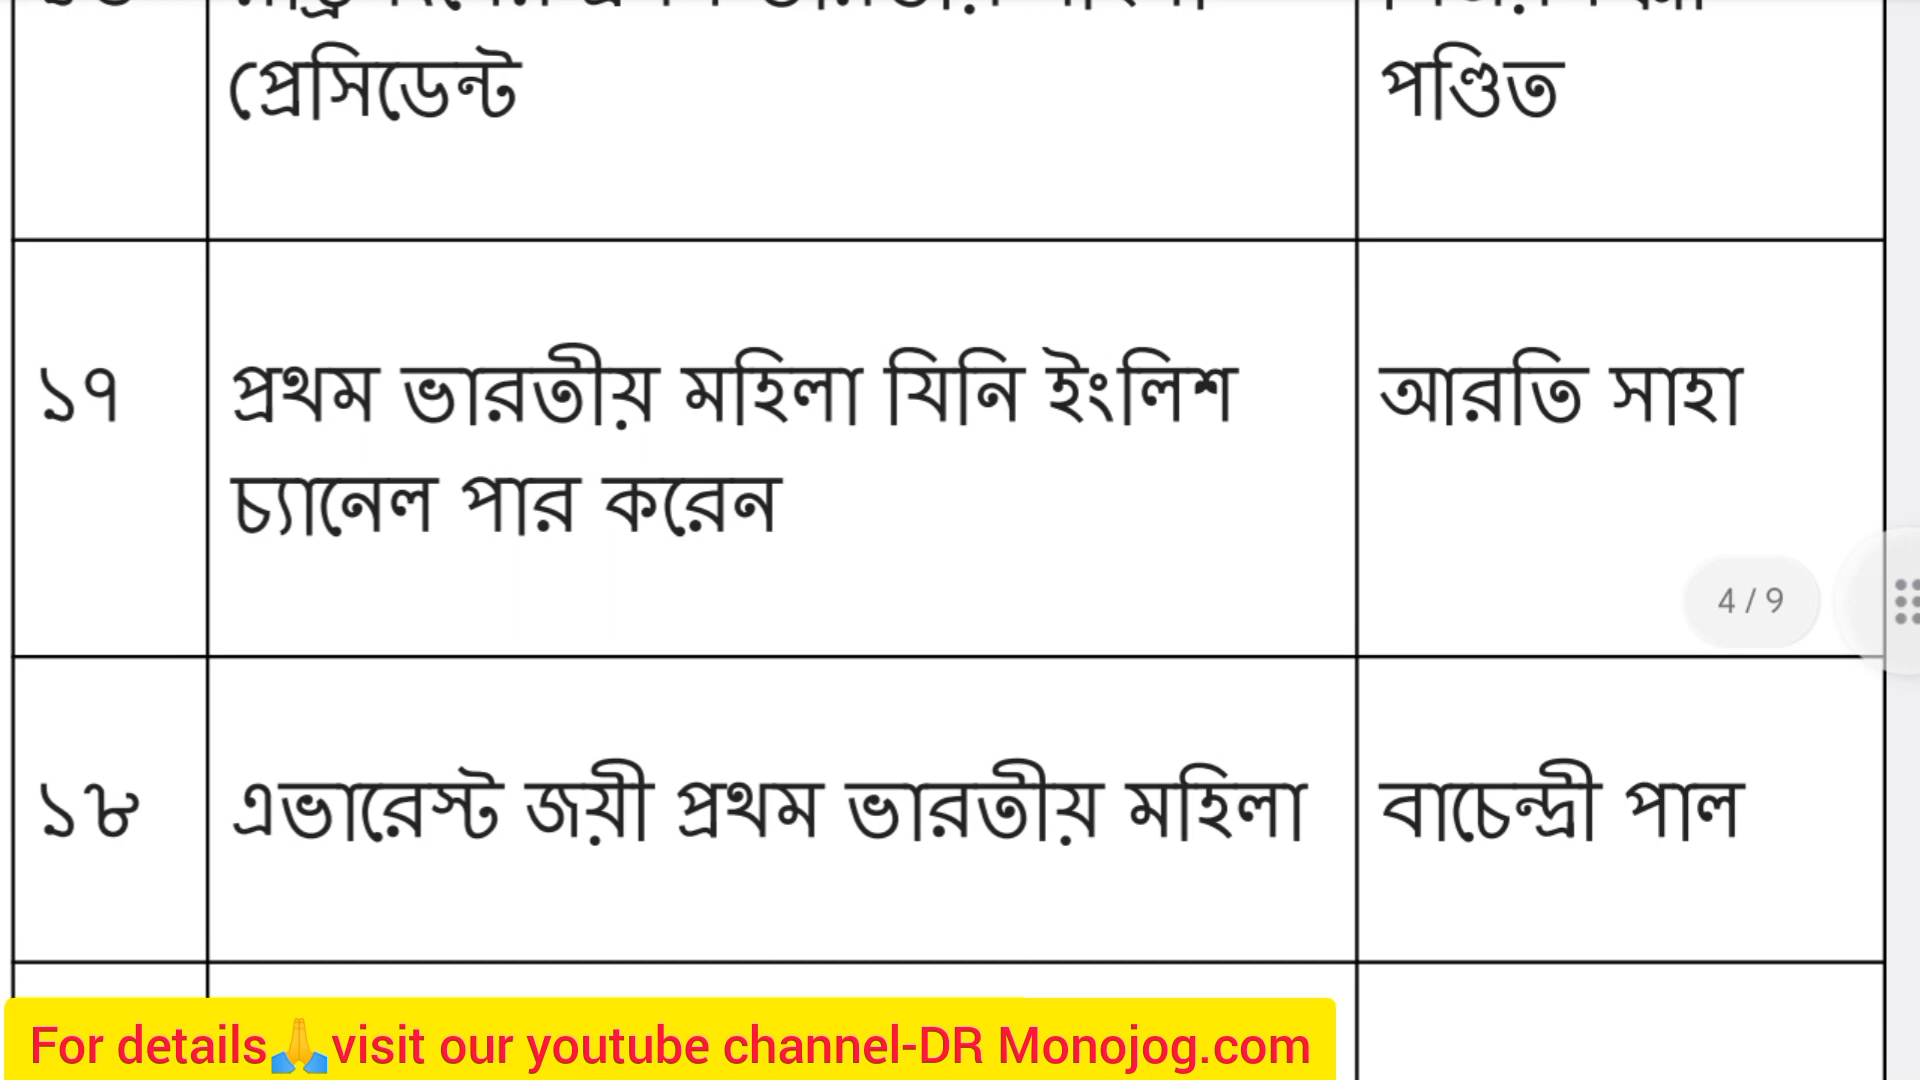 প্রেসিডেন্ট
পণ্ডিত
১৭
প্রথম ভারতীয় মহিলা যিনি ইংলিশ
চ্যানেল পার করেন
আরতি সাহা
4 / 9
১৮
এভারেস্ট জয়ী প্রথম ভারতীয় মহিলা
বাচেন্দ্রী পাল
For details🙏visit our youtube channel-DR Monojog.com